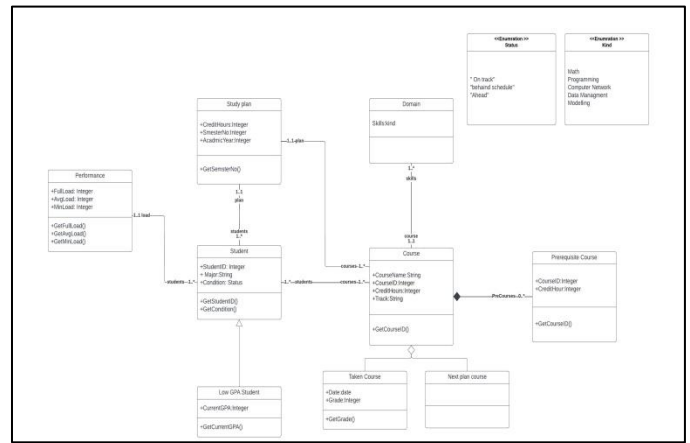 <<Enumration >>
Status
" On track"
"behaind schedule"
"Ahead"
<<Enumration >>
Kind
Math
Programming
Computer Network
Data Managment
Modelling
Study plan
+CreditHours:Integer
+SmesterNo:Integer
+AcadmicYear:Integer
+GetSemsterNo()
1..1 plan
1..1
plan
students
1..*
Domain
Skills:kind
1..*
skills
course
1..1
Performance
+FullLoad: Integer
+AvgLoad: Integer
+MinLoad: Integer
+GetFullLoad()
+GetAvgLoad()
+GetMinLoad()
1..1 load
students 1..*
Student
+StudentID: Integer
+ Major:String
+Condition: Status
+GetStudentID()
+GetCondition()
1..* students
courses 1..*
courses 1..*
Course
+CourseName:String
+CourseID:Integer
+CreditHours:Integer
+Track:String
+GetCourseID()
Prerequisite Course
+CourseID:Integer
+CreditHour:Integer
+GetCourseID()
Low GPA Student
+CurrentGPA:Integer
+GetCurrentGPA()
Taken Course
+Date:date
+Grade:Integer
+GetGrade()
Next plan course